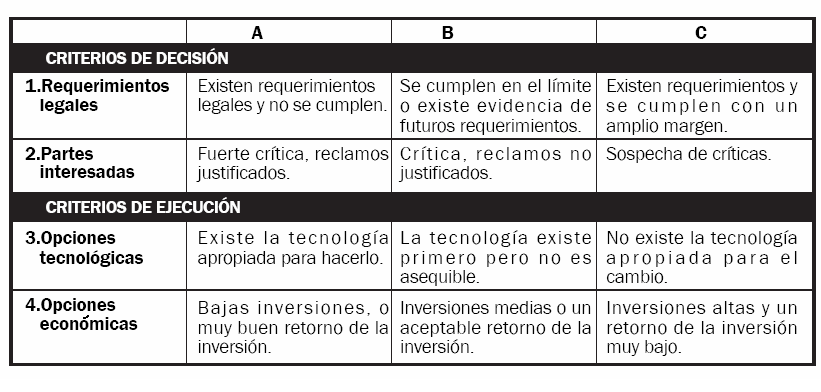 A B C
CRITERIOS DE DECISIÓN
1.Requerimientos legales
Existen requerimientos
legales y no se cumplen.
Se cumplen en el límite
o existe evidencia de
futuros requerimientos.
Existen requerimientos y
se cumplen con un
amplio margen.
2.Partes
interesadas
Fuerte crítica, reclamos
justificados.
Crítica, reclamos no
justificados.
Sospecha de críticas.
CRITERIOS DE EJECUCIÓN
3.Opciones
tecnológicas
Existe la tecnología
apropiada para hacerlo.
La tecnología existe
primero pero no es
asequible.
No existe la tecnología
apropiada para el
cambio.
4.Opciones
económicas
Bajas inversiones, o
muy buen retorno de la
inversión.
Inversiones medias o un
aceptable retorno de la
inversión.
Inversiones altas y un
retorno de la inversión
muy bajo.